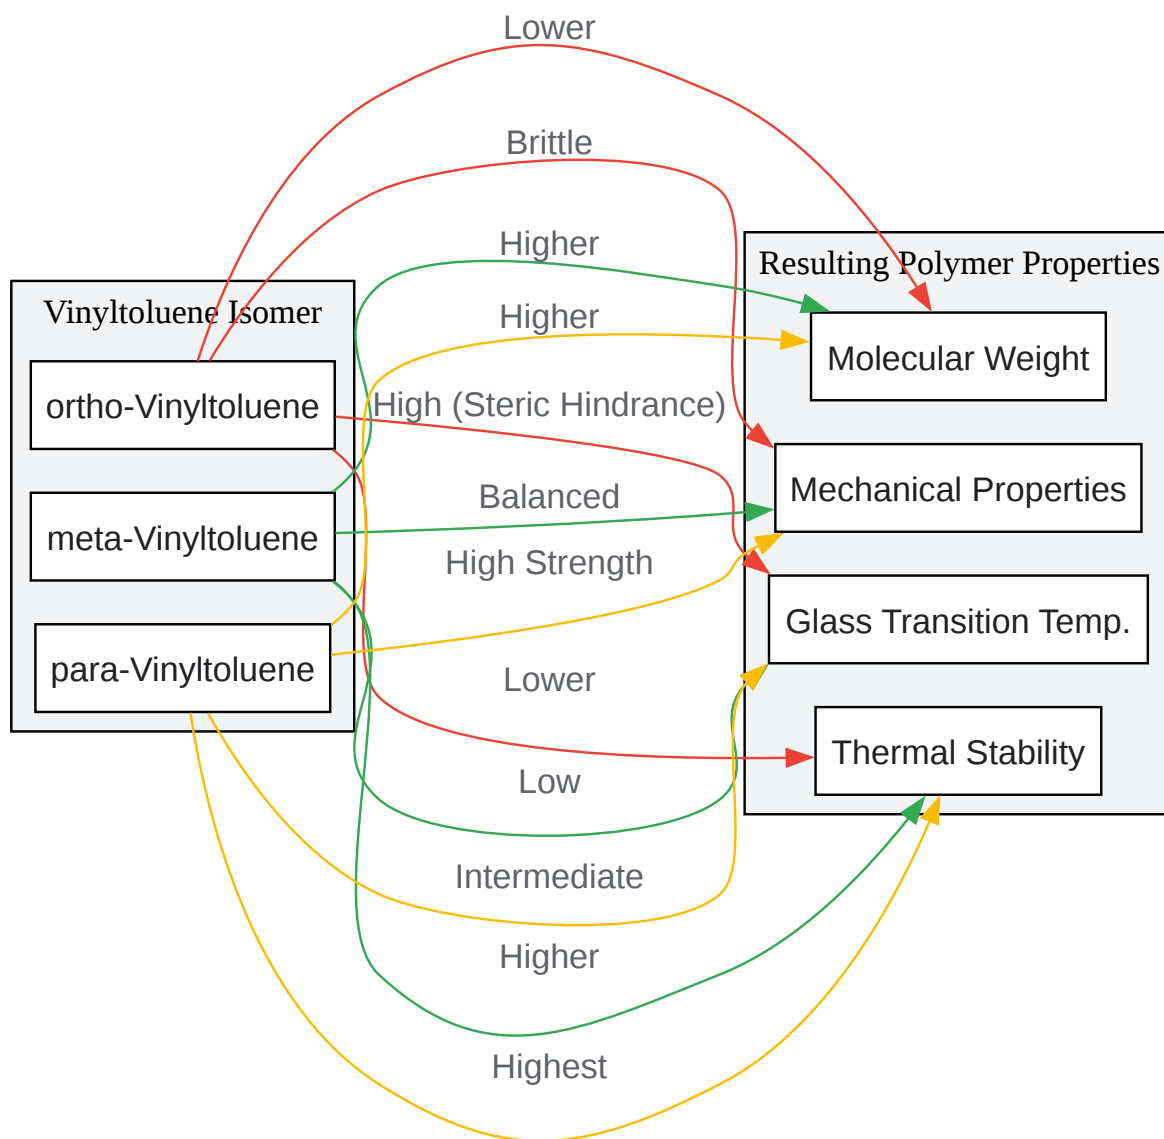 Lower
Brittle
Higher
Resulting Polymer Properties
Vinyltoluene Isomer
Higher
Molecular Weight
ortho-Vinyltoluene
High (Steric Hindrance)
Mechanical Properties
Balanced
meta-Vinyltoluene
High Strength
Glass Transition Temp.
para-Vinyltoluene
Lower
Thermal Stability
Low
Intermediate
Higher
Highest